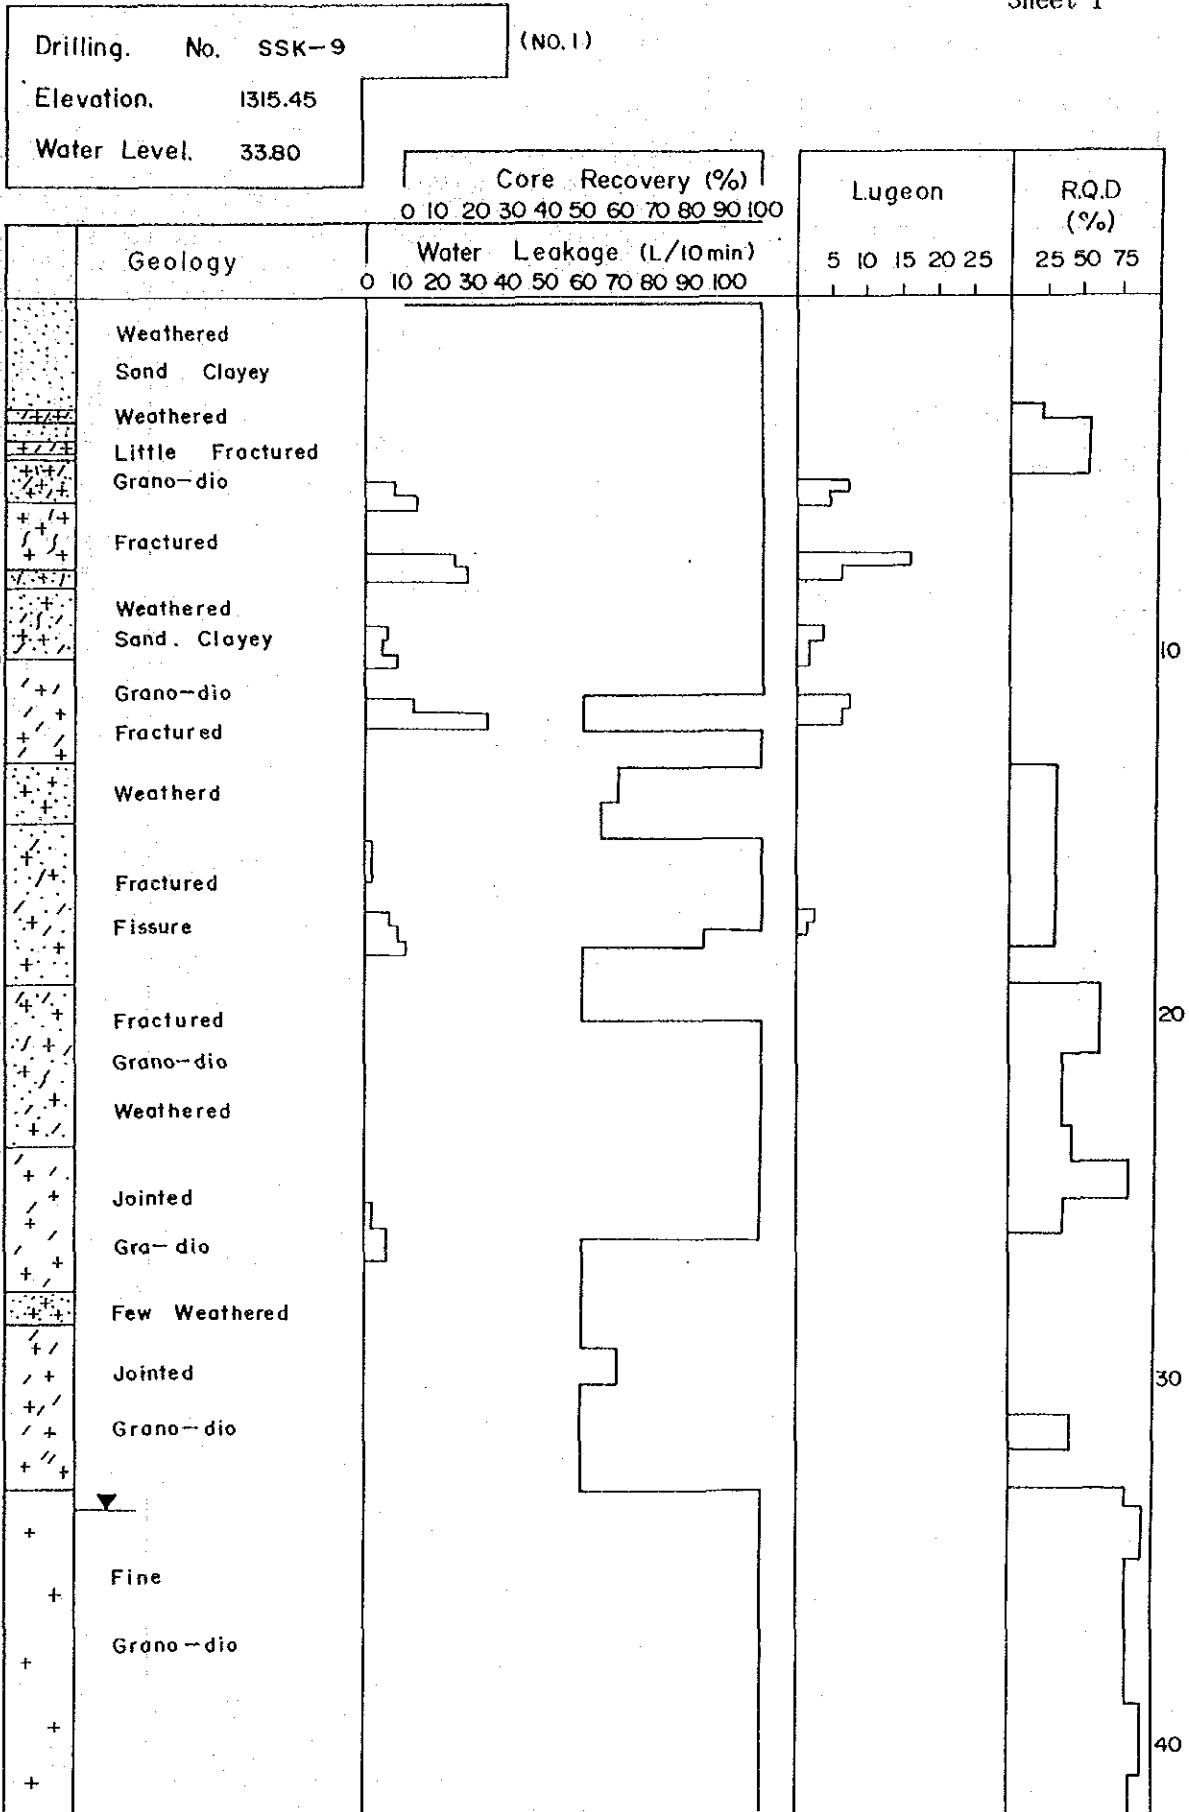 Sheet 1
Drilling. No. SSK-9
(NO.1)
Elevation. 1315.45
Water Level. 33.80
Core Recovery (%)
0 10 20 30 40 50 60 70 80 90 100
Lugeon
5 10 15 20 25
R.Q.D
(%)
25 50 75
Geology
Water Leakage (L/10min)
0 10 20 30 40 50 60 70 80 90 100
Weathered
Sand Clayey
Weathered
Little Fractured
Grano-dio
Fractured
Weathered
Sand. Clayey
10
Grano-dio
Fractured
Weatherd
Fractured
Fissure
20
Fractured
Grano-dio
Weathered
Jointed
Gra-dio
Few Weathered
Jointed
30
Grano-dio
Fine
Grano-dio
40